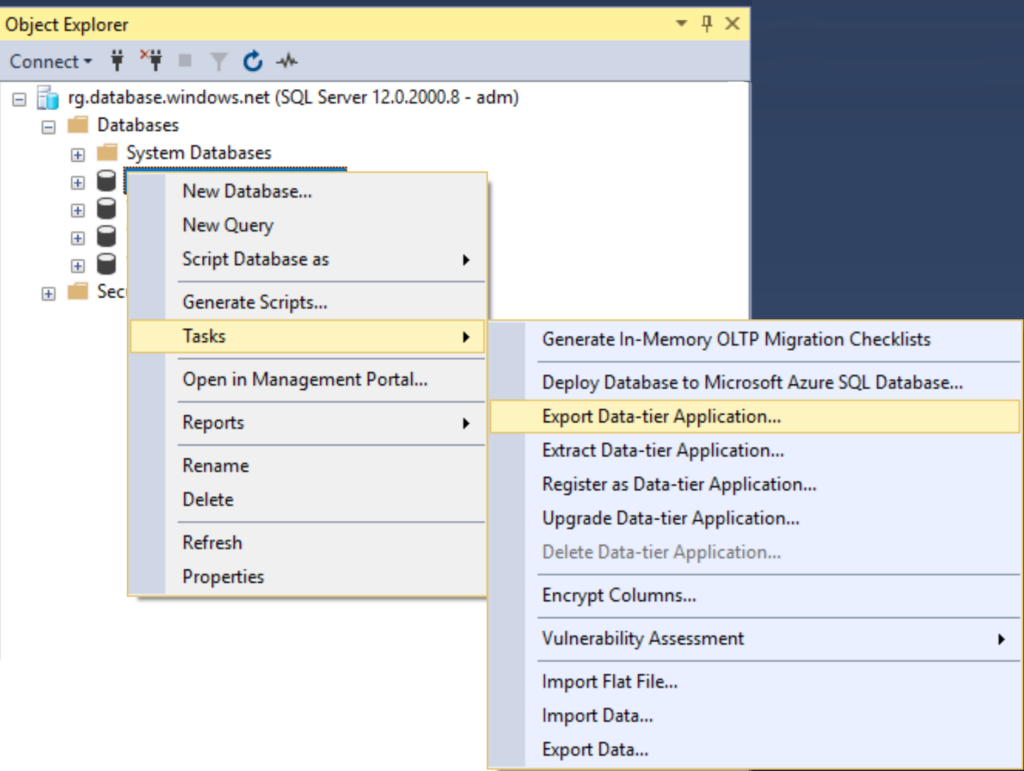 Object Explorer
Connect
rg.database.windows.net (SQL Server 12.0.2000.8 - adm)
Databases
System Databases
New Database...
New Query
Script Database as
Generate Scripts...
Tasks
Open in Management Portal...
Reports
Rename
Delete
Refresh
Properties
Generate In-Memory OLTP Migration Checklists
Deploy Database to Microsoft Azure SQL Database...
Export Data-tier Application...
Extract Data-tier Application...
Register as Data-tier Application...
Upgrade Data-tier Application...
Delete Data-tier Application...
Encrypt Columns...
Vulnerability Assessment
Import Flat File...
Import Data...
Export Data...